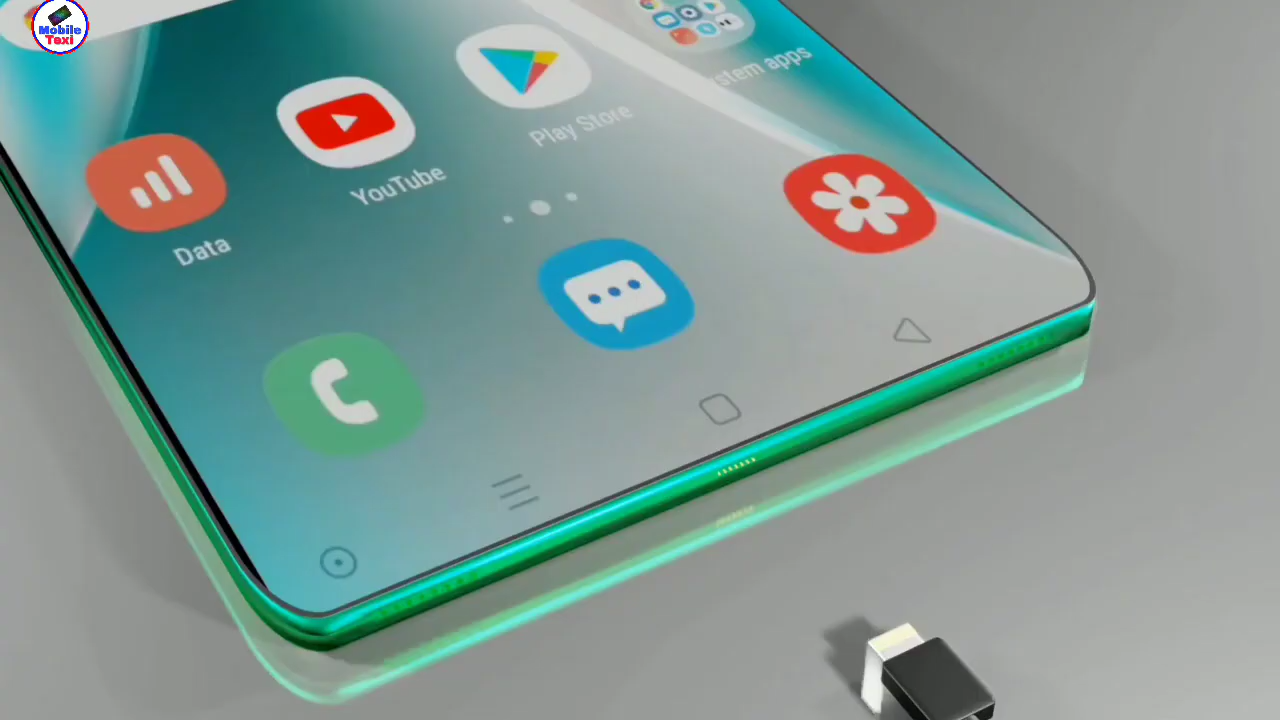 Mobile
Texi
stem apps
Play Store
YouTube
Data